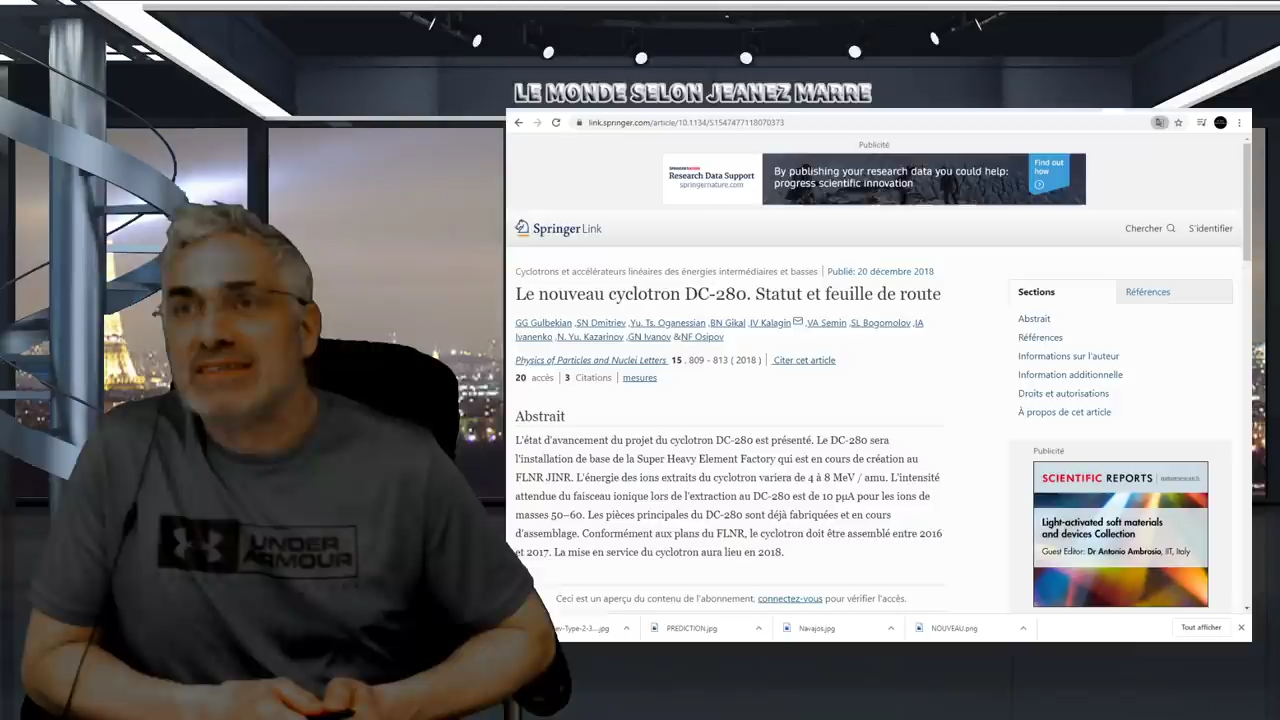 LE MONDE SELON JEANEZ MARRE
link.springer.com/article/10.1134/S1547477118070373
Publicité
SPRINGER NATURE
Research Data Support
springernature.com
By publishing your research data you could help:
progress scientific innovation
Find out
how
Springer Link
Chercher
S'identifier
Cyclotrons et accélérateurs linéaires des énergies intermédiaires et basses | Publié: 20 décembre 2018
Le nouveau cyclotron DC-280. Statut et feuille de route
GG Gulbekian ,SN Dmitriev ,Yu. Ts. Oganessian ,BN Gikal ,IV Kalagin ,VA Semin ,SL Bogomolov ,IA
Ivanenko ,N. Yu. Kazarinov ,GN Ivanov &NF Osipov
Physics of Particles and Nuclei Letters 15 , 809 - 813 ( 2018 ) | Citer cet article
20 accès | 3 Citations | mesures
Abstrait
L'état d'avancement du projet du cyclotron DC-280 est présenté. Le DC-280 sera
l'installation de base de la Super Heavy Element Factory qui est en cours de création au
FLNR JINR. L'énergie des ions extraits du cyclotron variera de 4 à 8 MeV / amu. L'intensité
attendue du faisceau ionique lors de l'extraction au DC-280 est de 10 pμA pour les ions de
masses 50–60. Les pièces principales du DC-280 sont déjà fabriquées et en cours
d'assemblage. Conformément aux plans du FLNR, le cyclotron doit être assemblé entre 2016
et 2017. La mise en service du cyclotron aura lieu en 2018.
Ceci est un aperçu du contenu de l'abonnement, connectez-vous pour vérifier l'accès.
Sections
Références
Abstrait
Références
Informations sur l'auteur
Information additionnelle
Droits et autorisations
À propos de cet article
Publicité
SCIENTIFIC REPORTS
natureresearch
Light-activated soft materials
and devices Collection
Guest Editor: Dr Antonio Ambrosio, IIT, Italy
ev-Type-2-3....jpg
PREDICTION.jpg
Navajos.jpg
NOUVEAU.png
Tout afficher
UNDER
ARMOUR